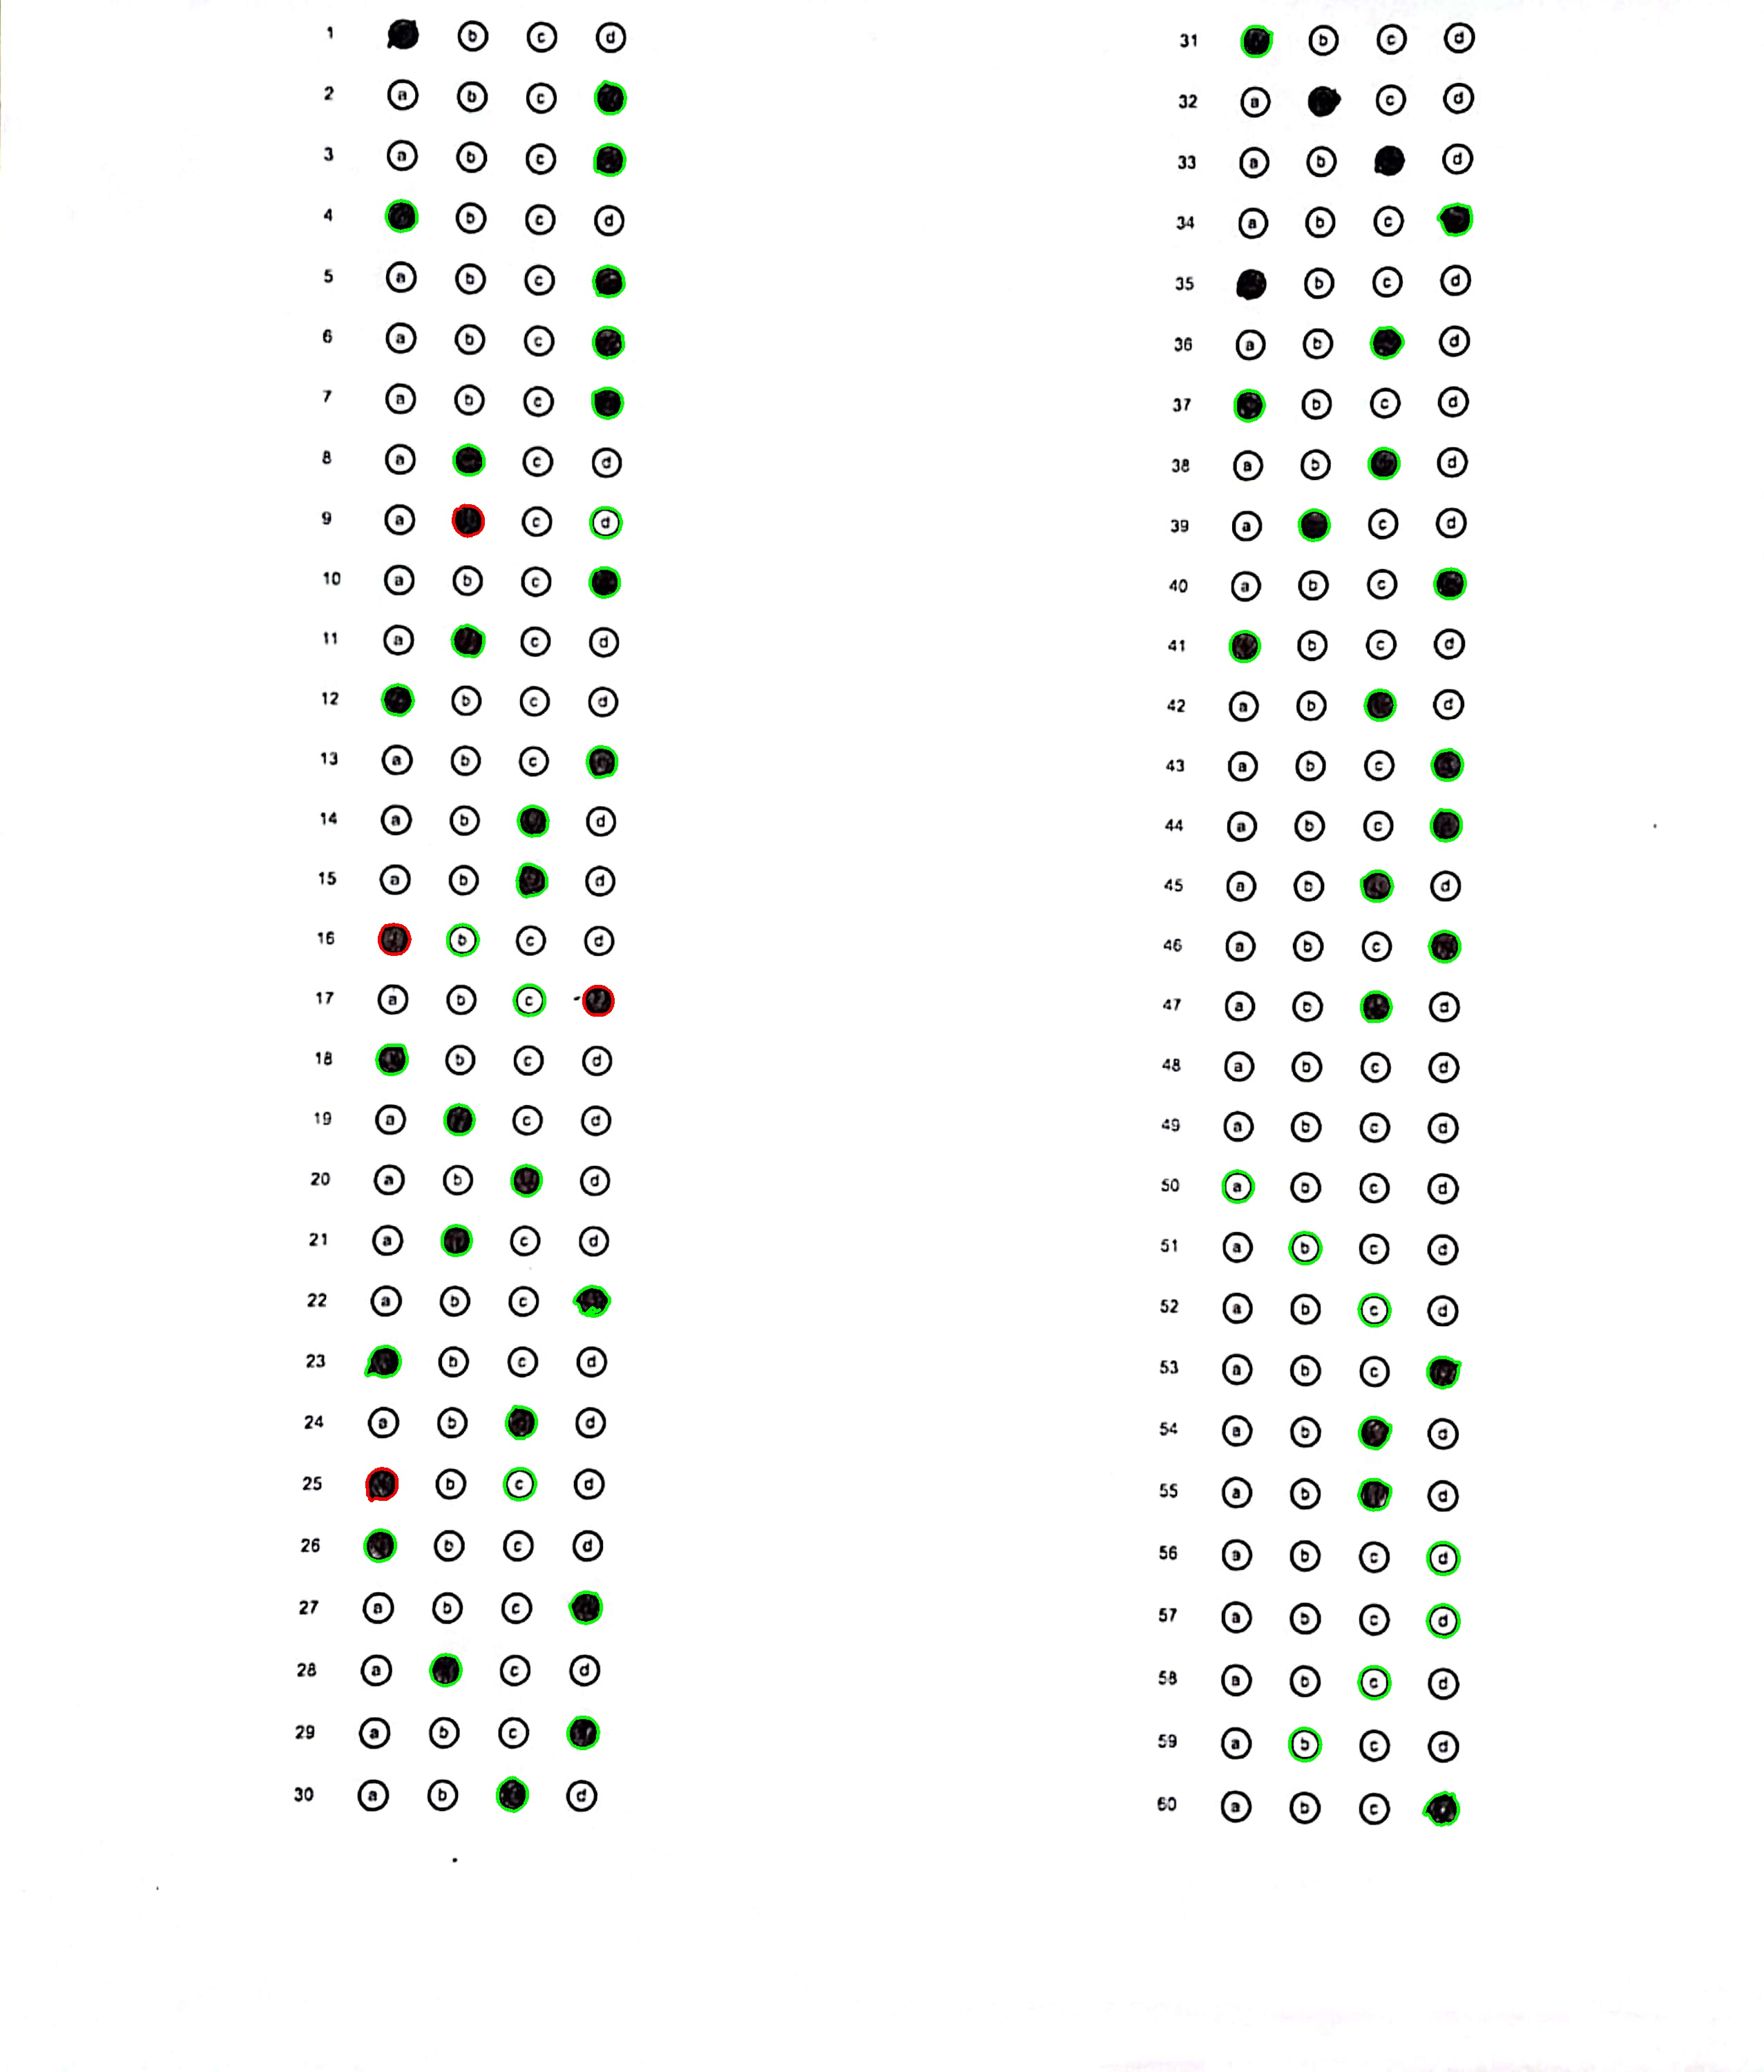 1 b c d
2 a b c
3 a b c
4 b c d
5 a b c
6 a b c
7 a b c
8 a c d
9 a c d
10 a b c
11 a c d
12 b c d
13 a b c
14 a b d
15 a b d
16 b c d
17 a b c
18 b c d
19 a c d
20 a b d
21 a c d
22 a b c
23 b c d
24 a b d
25 b c d
26 b c d
27 a b c
28 a c d
29 a b c
30 a b d
31 b c d
32 a c d
33 a b d
34 a b c
35 b c d
36 a b d
37 b c d
38 a b d
39 a c d
40 a b c
41 b c d
42 a b d
43 a b c
44 a b c
45 a b d
46 a b c
47 a b d
48 a b c d
49 a b c d
50 a b c d
51 a b c d
52 a b c d
53 a b c
54 a b d
55 a b d
56 a b c d
57 a b c d
58 a b c d
59 a b c d
60 a b c